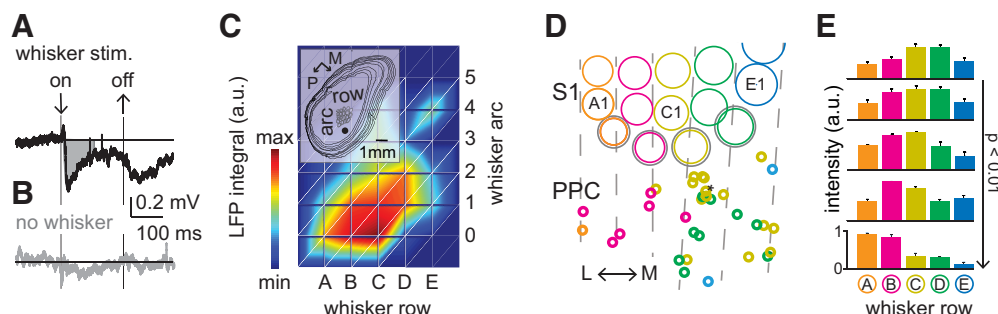 A
whisker stim.
on
off
B
0.2 mV
no whisker
100 ms
C
LFP integral (a.u.)
max
min
P
M
row
arc
1mm
5
4
3
2
1
0
whisker arc
A B C D E
whisker row
D
S1
A1
C1
E1
PPC
*
L M
E
intensity (a.u.)
1
0
p > 0.01
A B C D E
whisker row